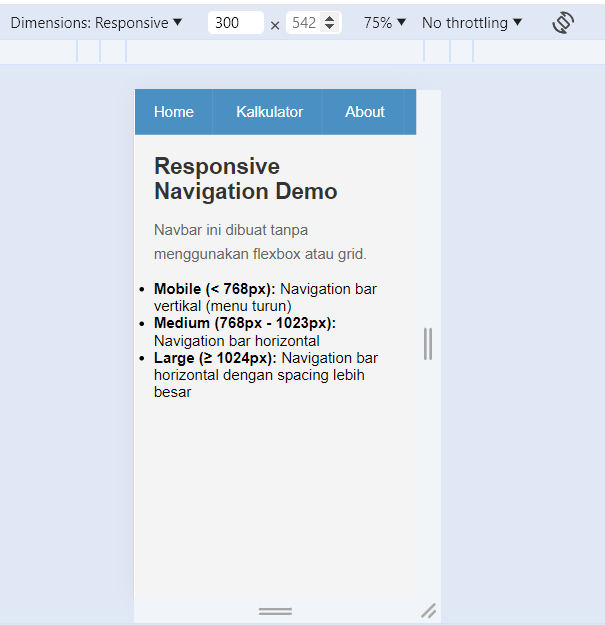 Dimensions: Responsive ▼ 300 × 542 75% ▼ No throttling ▼
Home Kalkulator About
Responsive
Navigation Demo
Navbar ini dibuat tanpa
menggunakan flexbox atau grid.
• Mobile (< 768px): Navigation bar
vertikal (menu turun)
• Medium (768px - 1023px):
Navigation bar horizontal
• Large (≥ 1024px): Navigation bar
horizontal dengan spacing lebih
besar